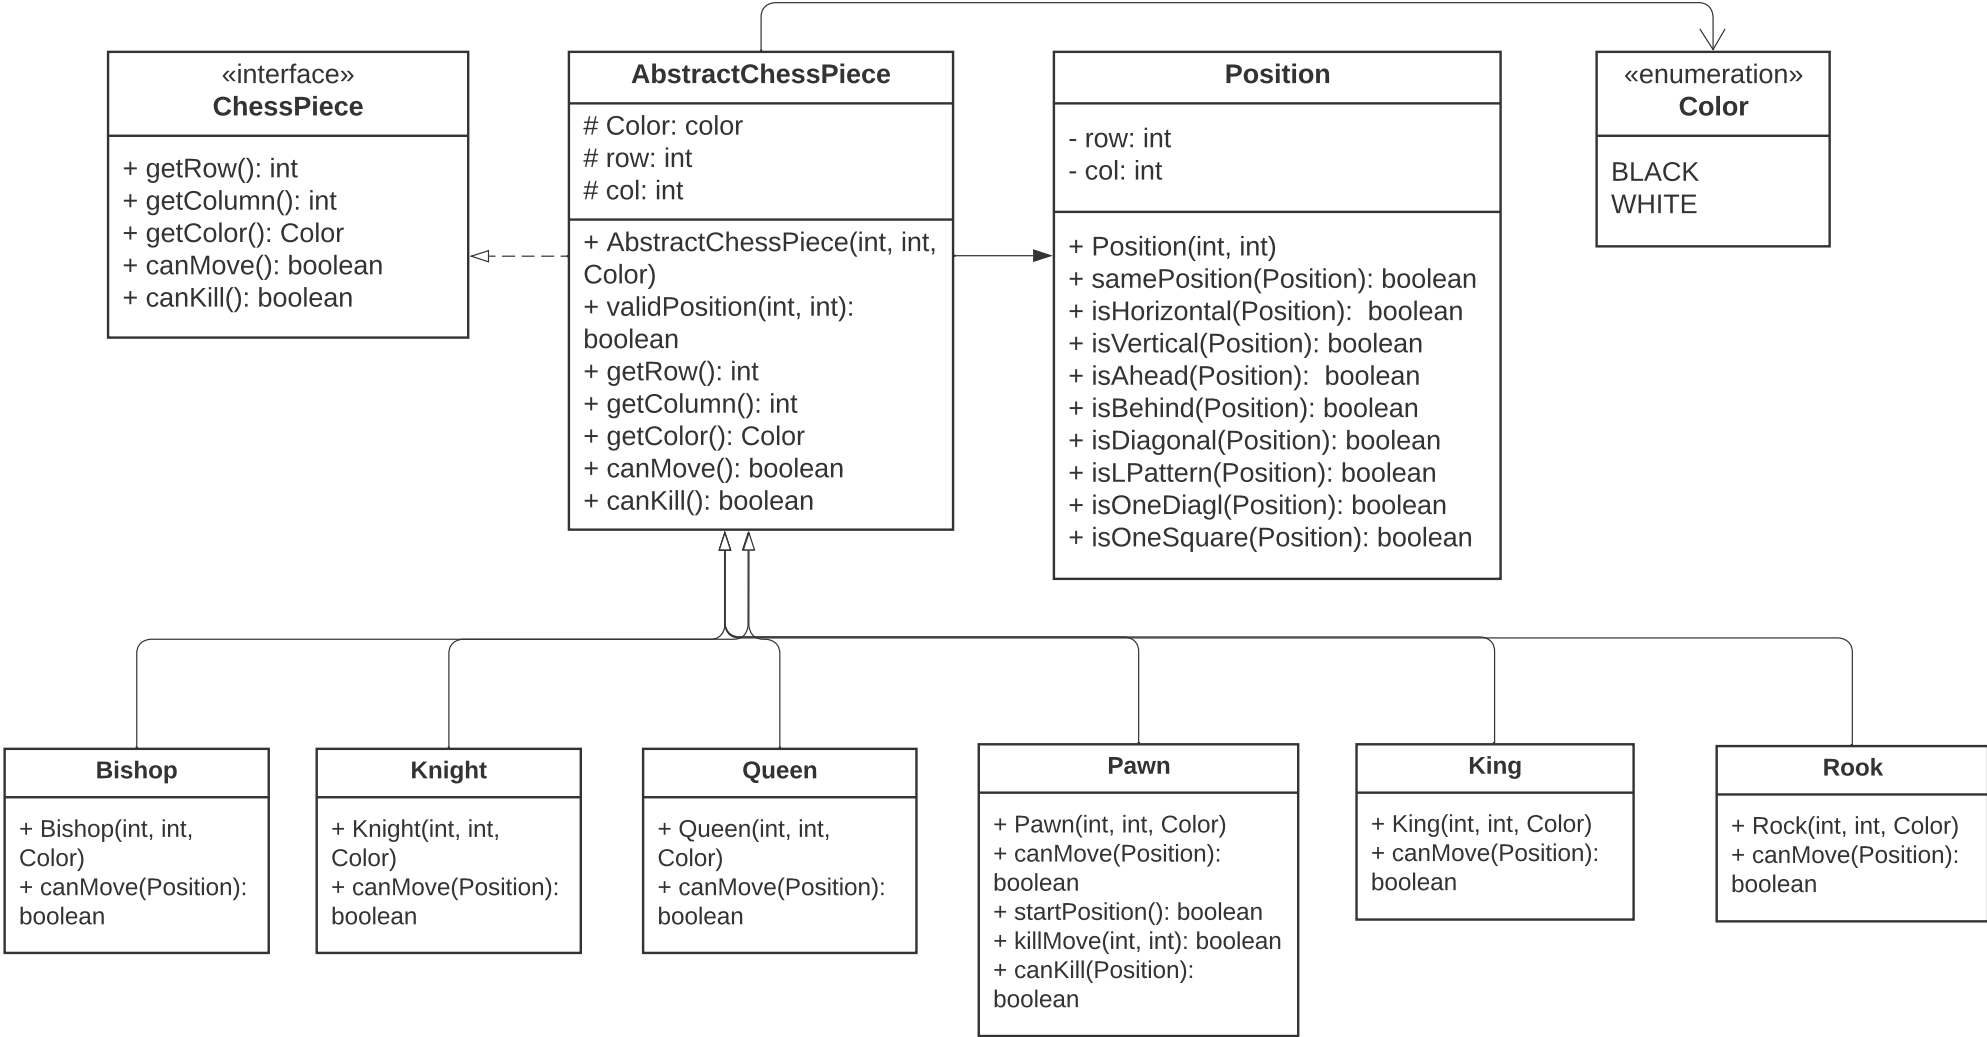 «interface»
ChessPiece
+ getRow(): int
+ getColumn(): int
+ getColor(): Color
+ canMove(): boolean
+ canKill(): boolean
AbstractChessPiece
# Color: color
# row: int
# col: int
+ AbstractChessPiece(int, int,
Color)
+ validPosition(int, int):
boolean
+ getRow(): int
+ getColumn(): int
+ getColor(): Color
+ canMove(): boolean
+ canKill(): boolean
Position
- row: int
- col: int
+ Position(int, int)
+ samePosition(Position): boolean
+ isHorizontal(Position):  boolean
+ isVertical(Position): boolean
+ isAhead(Position):  boolean
+ isBehind(Position): boolean
+ isDiagonal(Position): boolean
+ isLPattern(Position): boolean
+ isOneDiagl(Position): boolean
+ isOneSquare(Position): boolean
«enumeration»
Color
BLACK
WHITE
Bishop
+ Bishop(int, int,
Color)
+ canMove(Position):
boolean
Knight
+ Knight(int, int,
Color)
+ canMove(Position):
boolean
Queen
+ Queen(int, int,
Color)
+ canMove(Position):
boolean
Pawn
+ Pawn(int, int, Color)
+ canMove(Position):
boolean
+ startPosition(): boolean
+ killMove(int, int): boolean
+ canKill(Position):
boolean
King
+ King(int, int, Color)
+ canMove(Position):
boolean
Rook
+ Rock(int, int, Color)
+ canMove(Position):
boolean